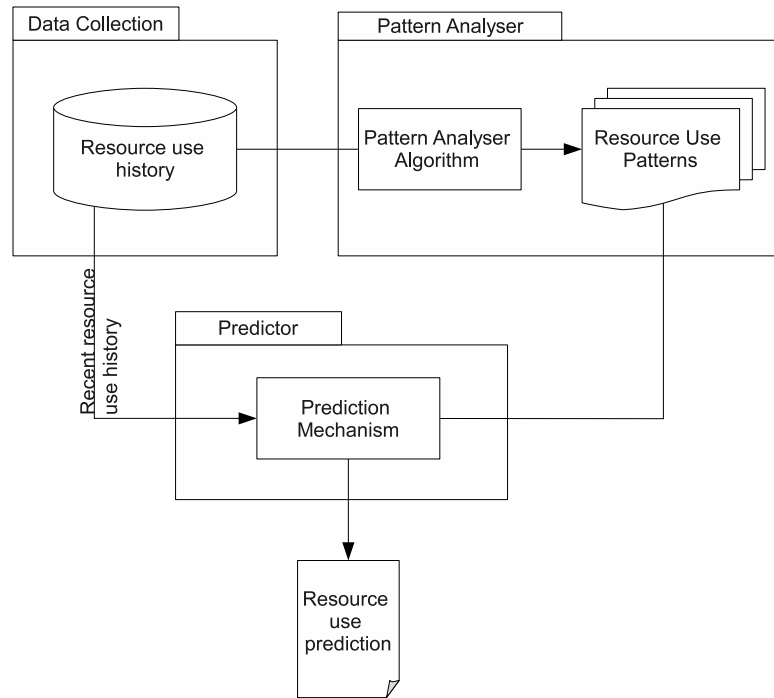 Data Collection
Pattern Analyser
Resource use
history
Pattern Analyser
Algorithm
Resource Use
Patterns
Recent resource
use history
Predictor
Prediction
Mechanism
Resource
use
prediction